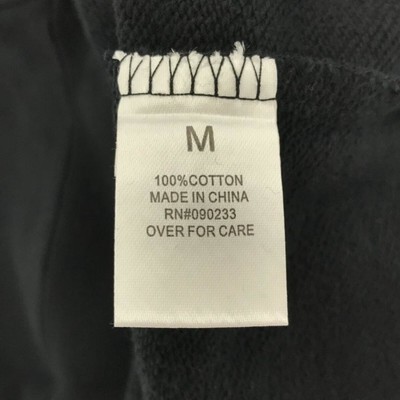 M
100%COTTON
MADE IN CHINA
RN#090233
OVER FOR CARE